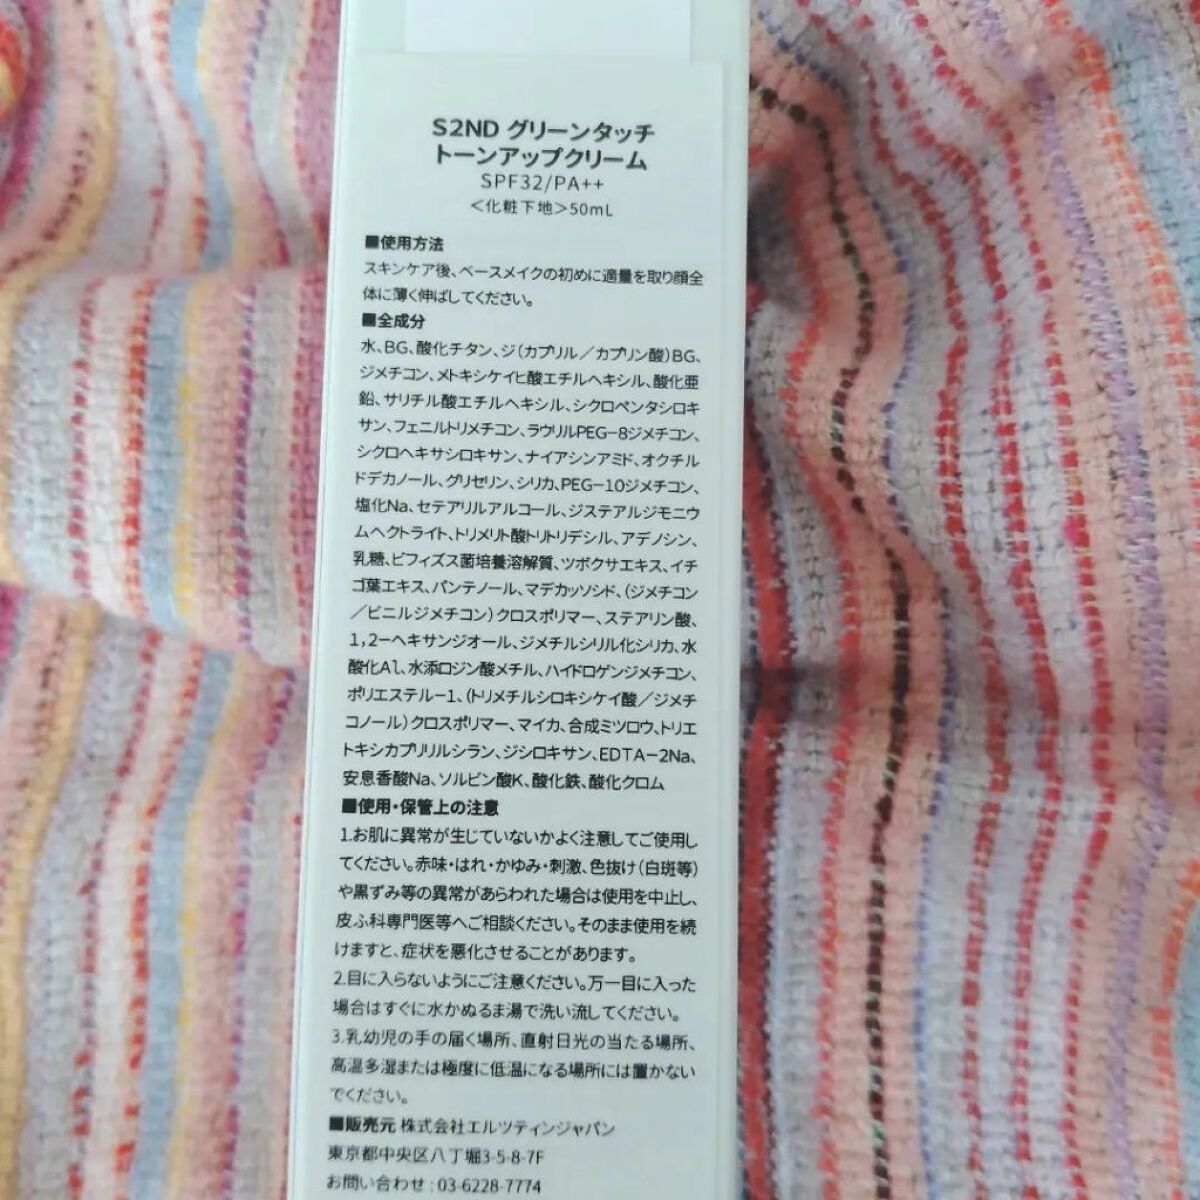 S2ND グリーンタッチ
トーンアップクリーム
SPF32/PA++
＜化粧下地＞50mL
■使用方法
スキンケア後、ベースメイクの初めに適量を取り顔全
体に薄く伸ばしてください。
■全成分
水、BG、酸化チタン、ジ（カプリル／カプリン酸）BG、
ジメチコン、メトキシケイヒ酸エチルヘキシル、酸化亜
鉛、サリチル酸エチルヘキシル、シクロペンタシロキ
サン、フェニルトリメチコン、ラウリルPEG-8ジメチコン、
シクロヘキサシロキサン、ナイアシンアミド、オクチル
ドデカノール、グリセリン、シリカ、PEG-10ジメチコン、
塩化Na、セテアリルアルコール、ジステアルジモニウ
ムヘクトライト、トリメリト酸トリトリデシル、アデノシン、
乳糖、ビフィズス菌培養溶解質、ツボクサエキス、イチ
ゴ葉エキス、パンテノール、マデカッソシド、（ジメチコン
／ビニルジメチコン）クロスポリマー、ステアリン酸、
1,2-ヘキサンジオール、ジメチルシリル化シリカ、水
酸化Al、水添ロジン酸メチル、ハイドロゲンジメチコン、
ポリエステル-1、（トリメチルシロキシケイ酸／ジメチ
コノール）クロスポリマー、マイカ、合成ミツロウ、トリエ
トキシカプリリルシラン、ジシロキサン、EDTA-2Na、
安息香酸Na、ソルビン酸K、酸化鉄、酸化クロム
■使用・保管上の注意
1.お肌に異常が生じていないかよく注意してご使用し
てください。赤味・はれ・かゆみ・刺激、色抜け（白斑等）
や黒ずみ等の異常があらわれた場合は使用を中止し、
皮ふ科専門医等へご相談ください。そのまま使用を続
けますと、症状を悪化させることがあります。
2.目に入らないようにご注意ください。万一目に入った
場合はすぐに水かぬるま湯で洗い流してください。
3.乳幼児の手の届く場所、直射日光の当たる場所、
高温多湿または極度に低温になる場所には置かない
でください。
■販売元 株式会社エルツティンジャパン
東京都中央区八丁堀3-5-8-7F
お問い合わせ：03-6228-7774